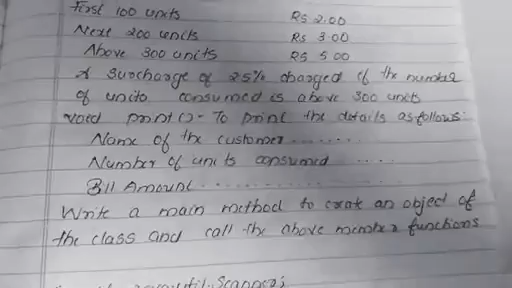 First 100 units Rs 2.00
Next 200 units Rs 3.00
Above 300 units Rs 5.00
A surcharge of 2.5% charged if the number
of units consumed is above 300 units
void print()- To print the details as follows:
Name of the customer.......
Number of units consumed ....
Bill Amount..................
Write a main method to create an object of
the class and call the above member functions